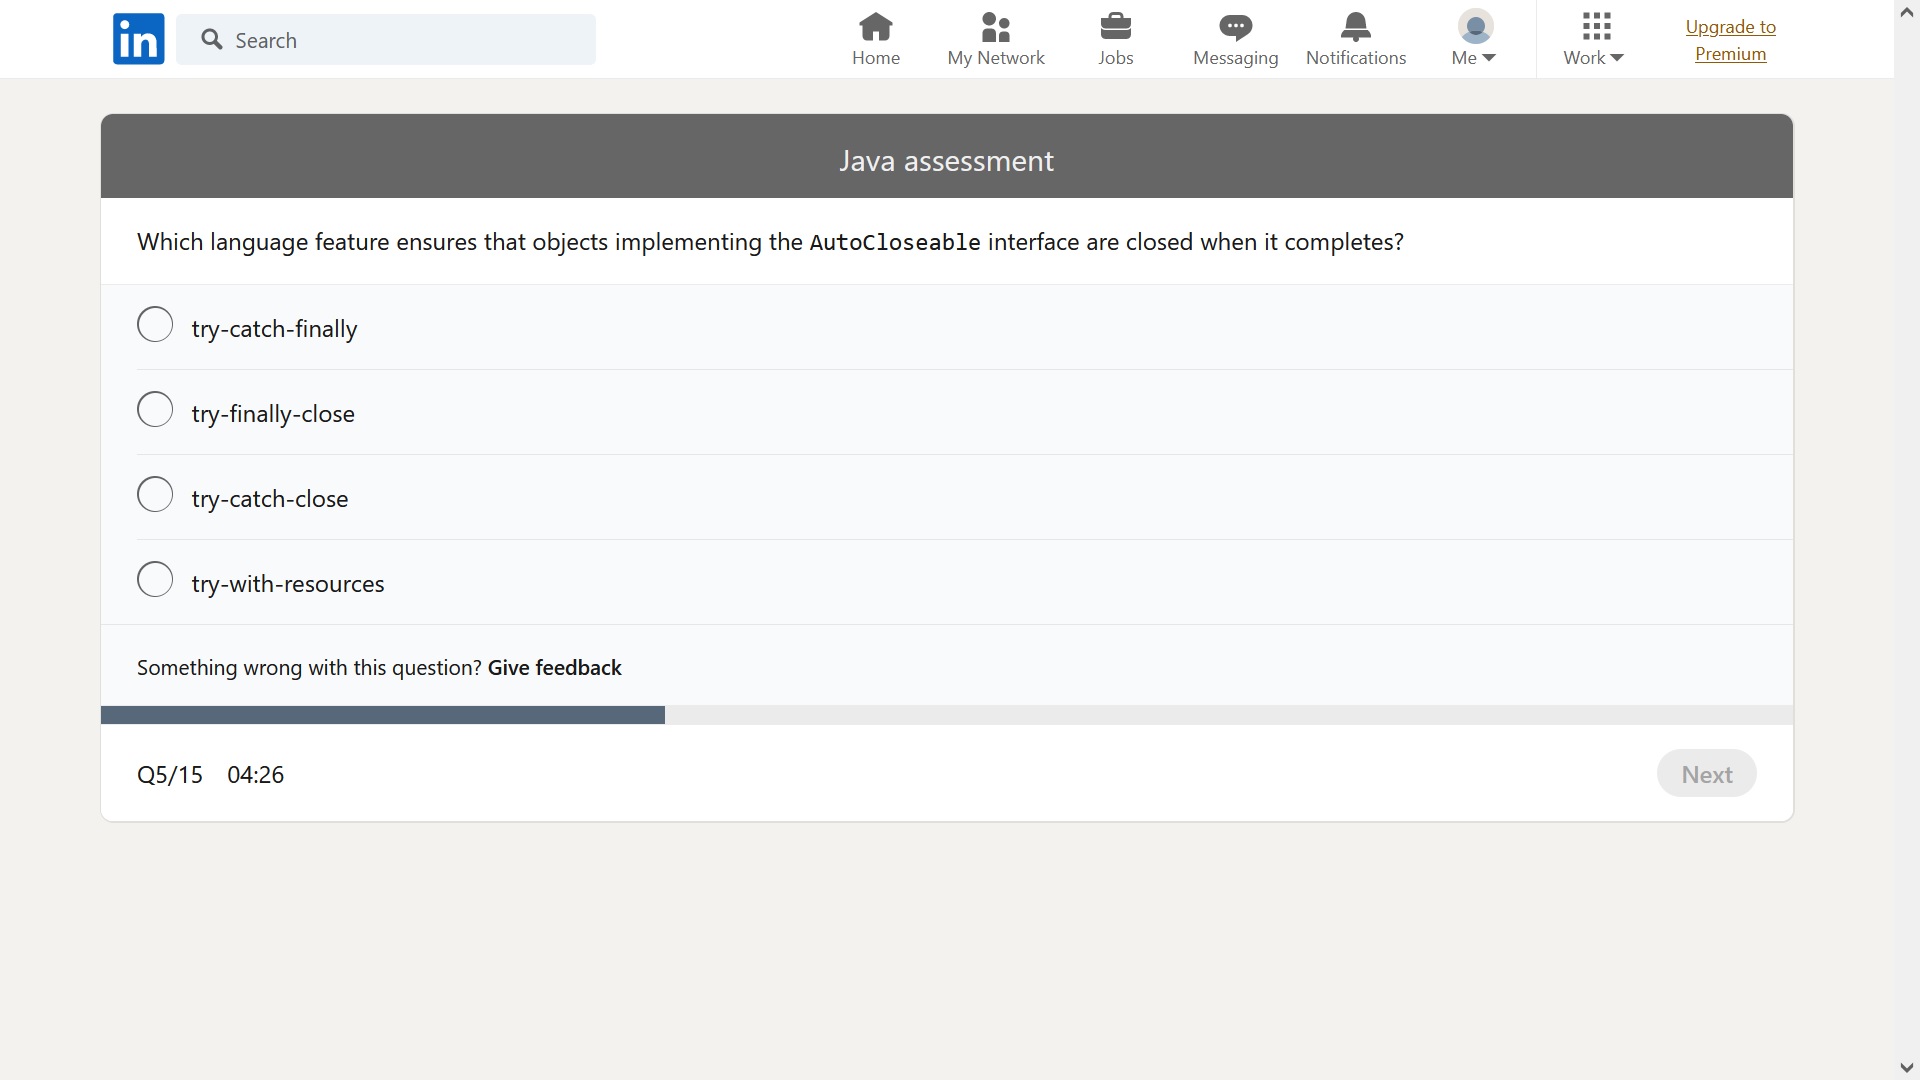 in
Search
Home
My Network
Jobs
Messaging
Notifications
Me
Work
Upgrade to
Premium
Java assessment
Which language feature ensures that objects implementing the AutoCloseable interface are closed when it completes?
try-catch-finally
try-finally-close
try-catch-close
try-with-resources
Something wrong with this question? Give feedback
Q5/15 04:26
Next